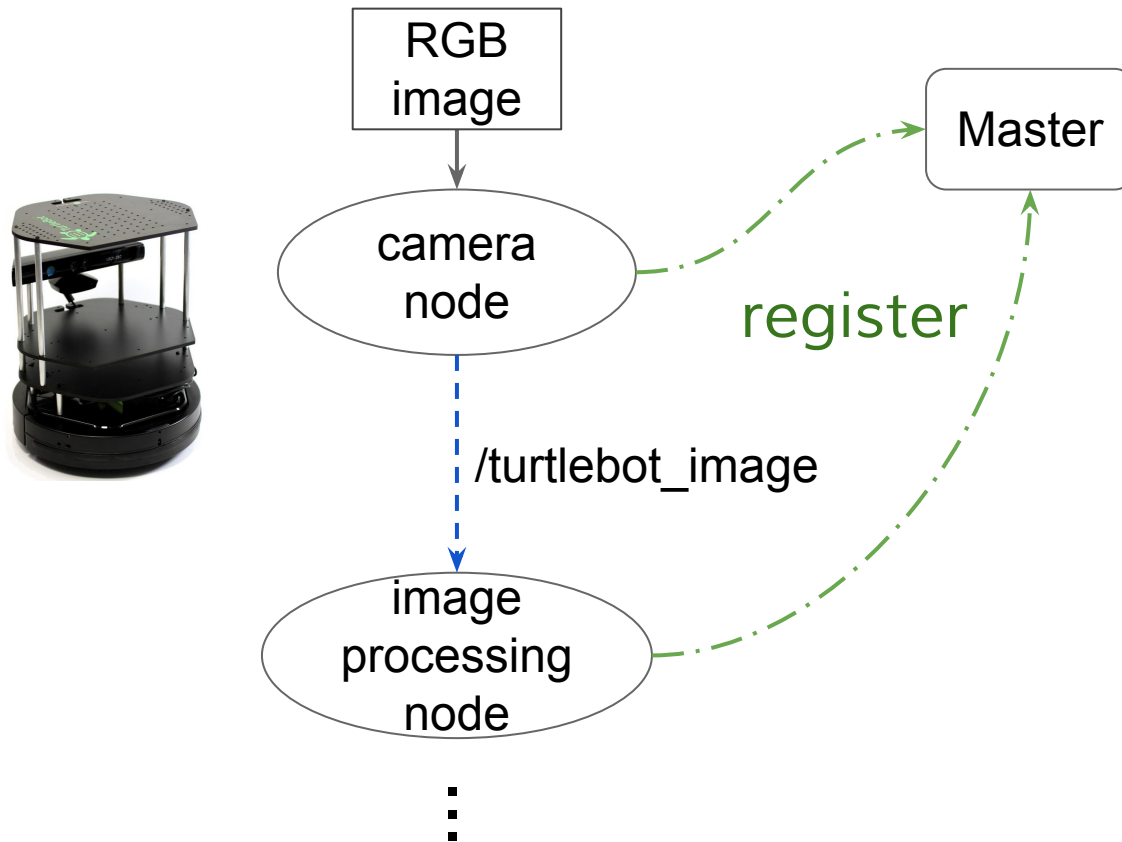 RGB
image
Master
camera
node
register
/turtlebot_image
image
processing
node